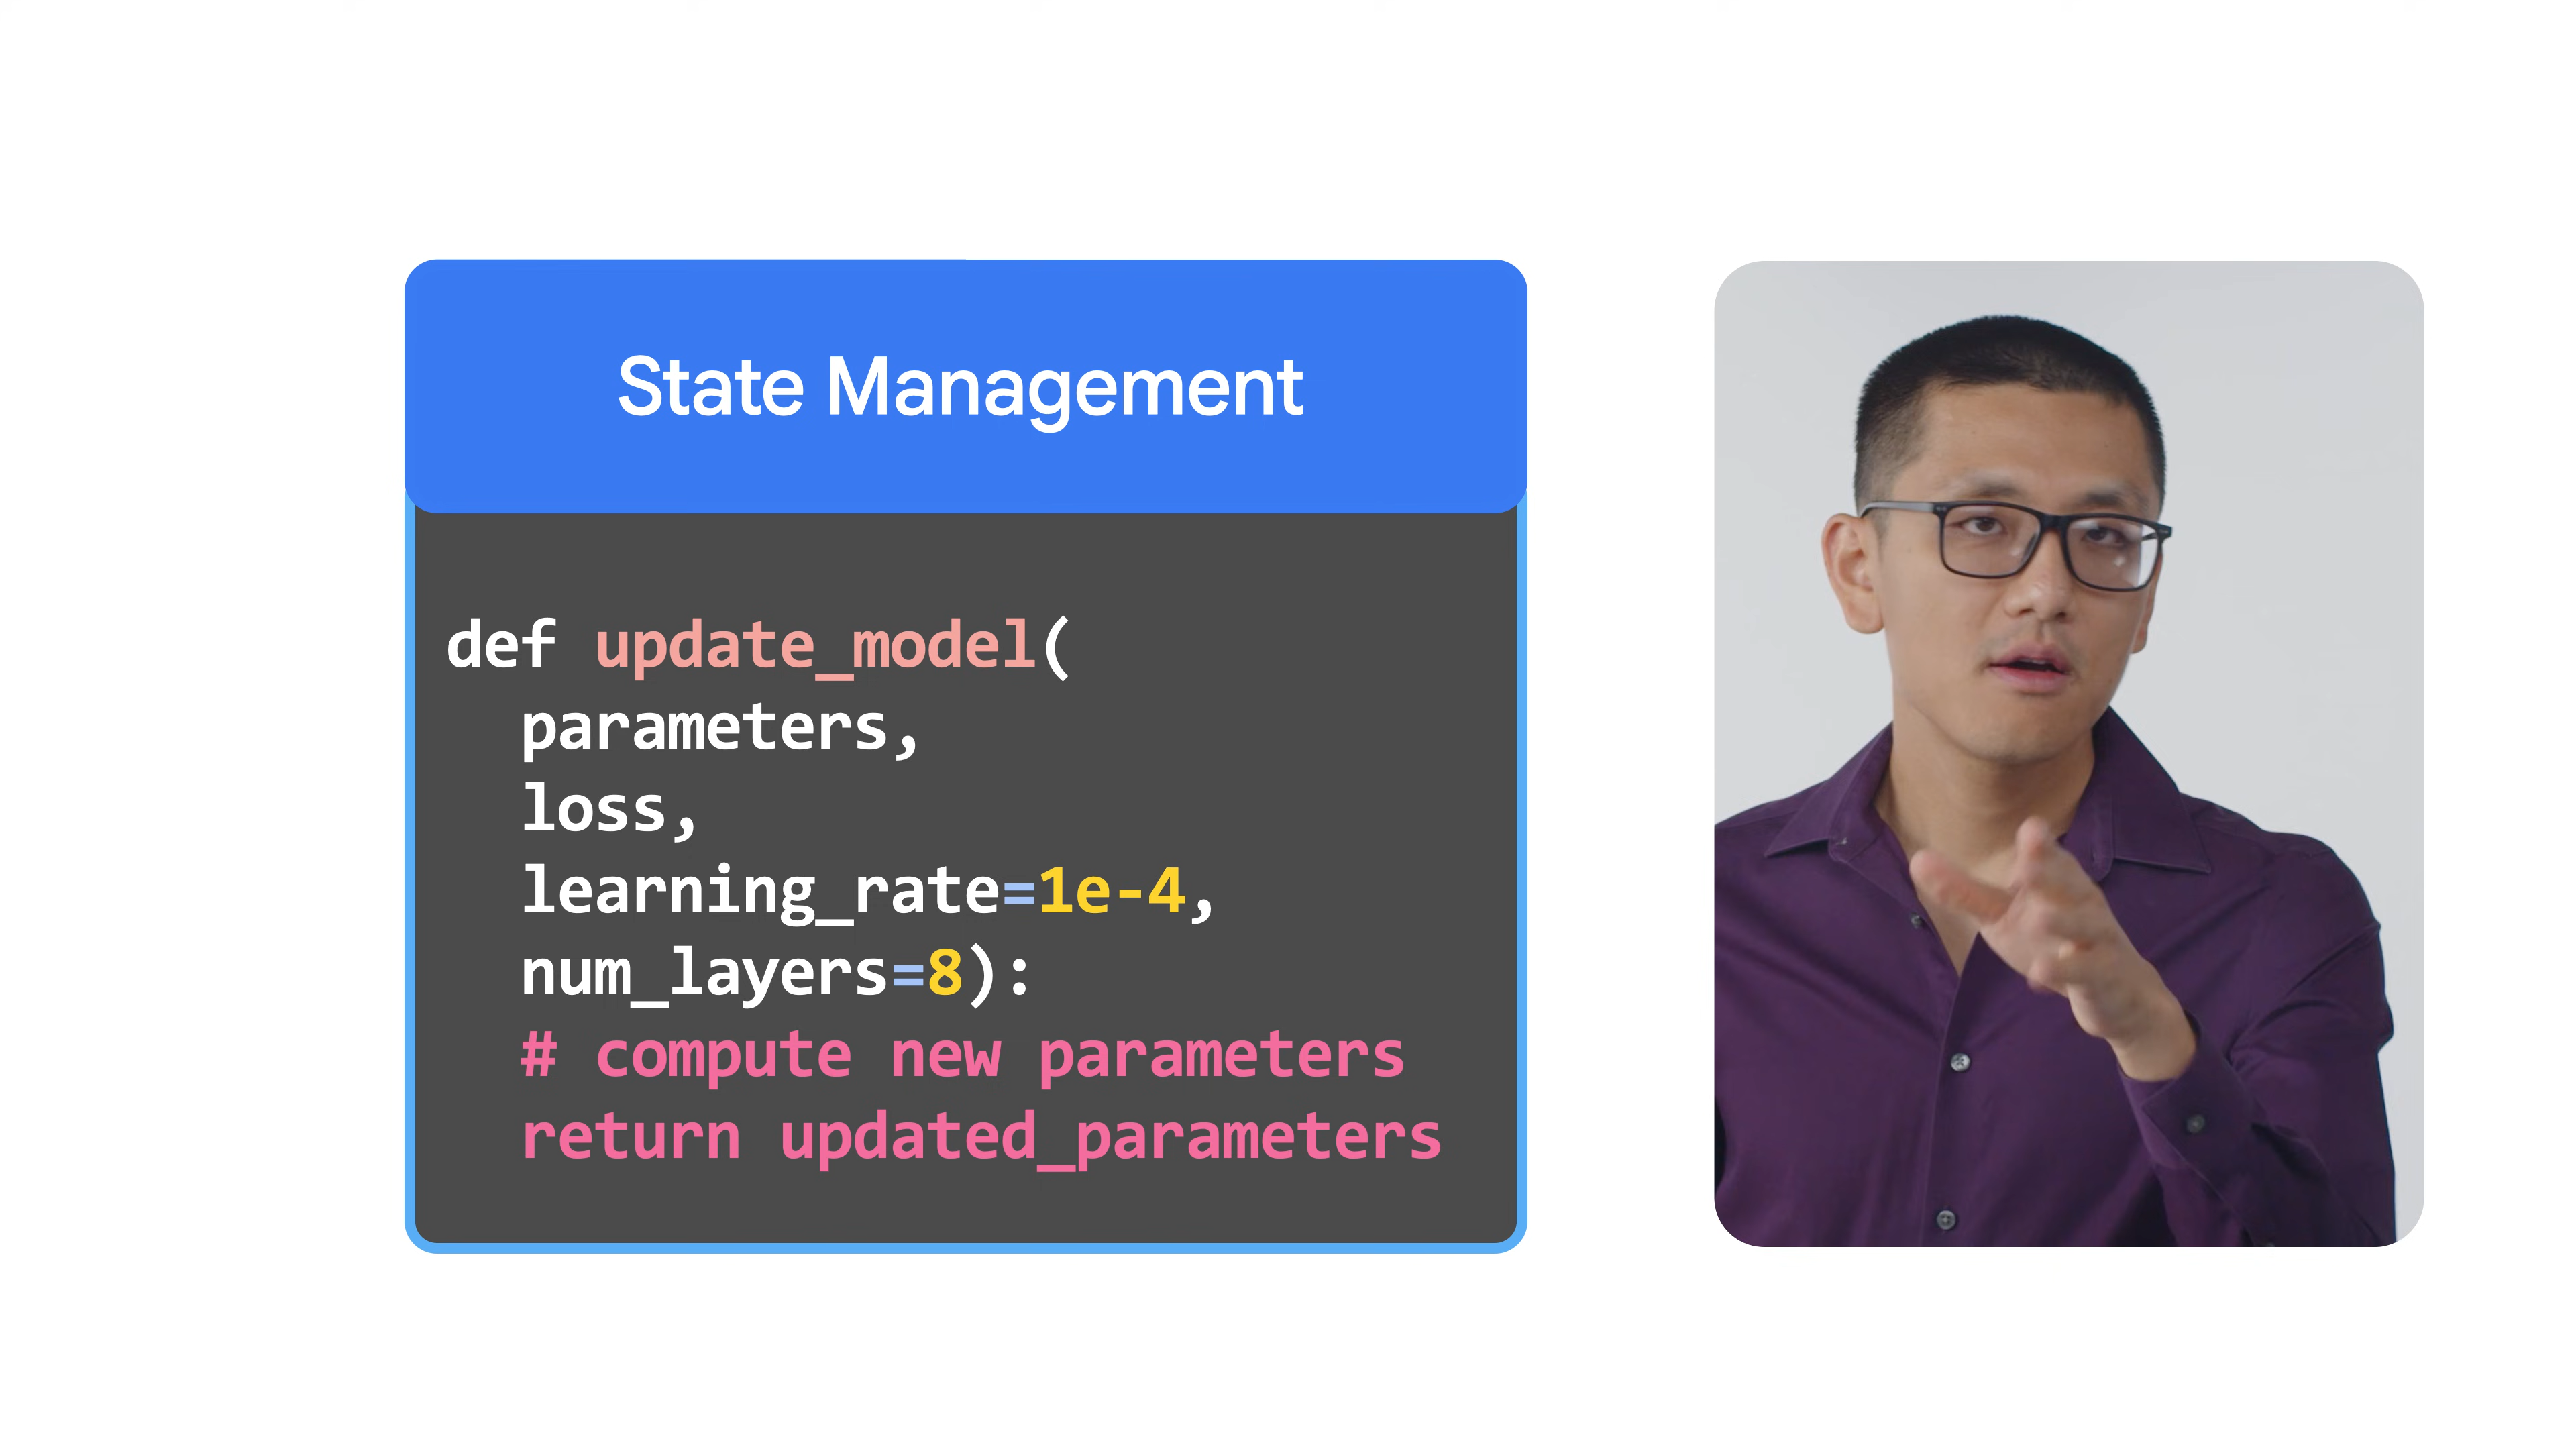 State Management
def update_model(
  parameters,
  loss,
  learning_rate=1e-4,
  num_layers=8):
  # compute new parameters
  return updated_parameters